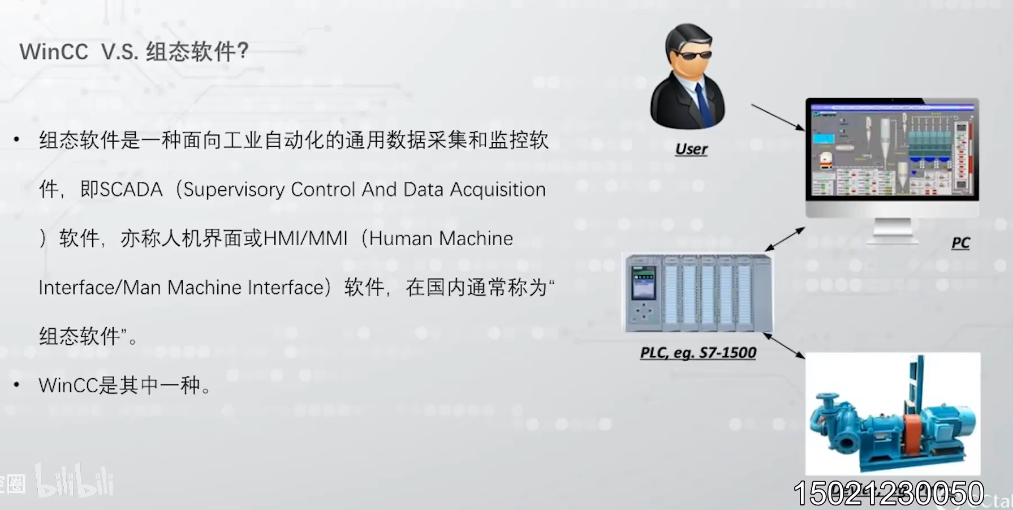 WinCC V.S. 组态软件？
• 组态软件是一种面向工业自动化的通用数据采集和监控软
件，即SCADA（Supervisory Control And Data Acquisition
）软件，亦称人机界面或HMI/MMI（Human Machine
Interface/Man Machine Interface）软件，在国内通常称为“
组态软件”。
• WinCC是其中一种。
User
PC
PLC, eg. S7-1500
圈 bilibili
15021280050